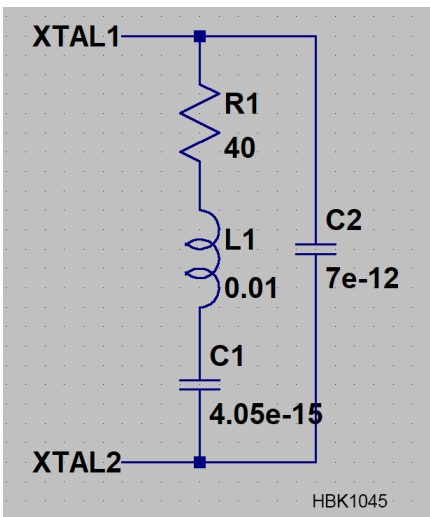 XTAL1
R1
40
C2
7e-12
L1
0.01
C1
4.05e-15
XTAL2
HBK1045